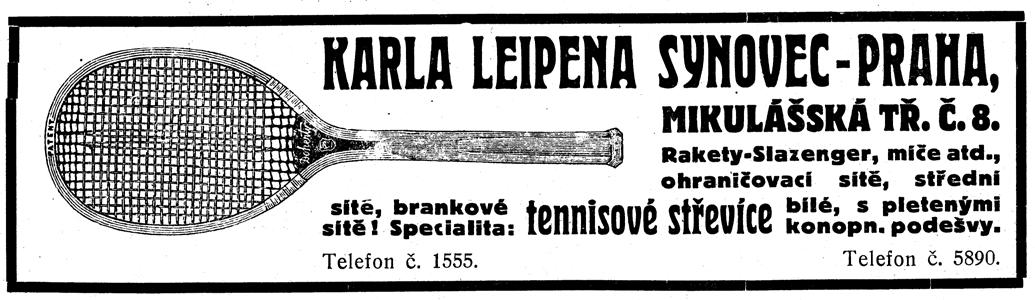 KARLA LEIPENA SYNOVEC-PRAHA,
MIKULÁŠSKÁ TŘ. Č. 8.
Rakety-Slazenger, míče atd.,
ohraničovací sítě, střední
sítě, brankové
sítě! Specialita:
tennisové střevíce
bílé, s pletenými
konopn. podešvy.
Telefon č. 1555.
Telefon č. 5890.
PATENT